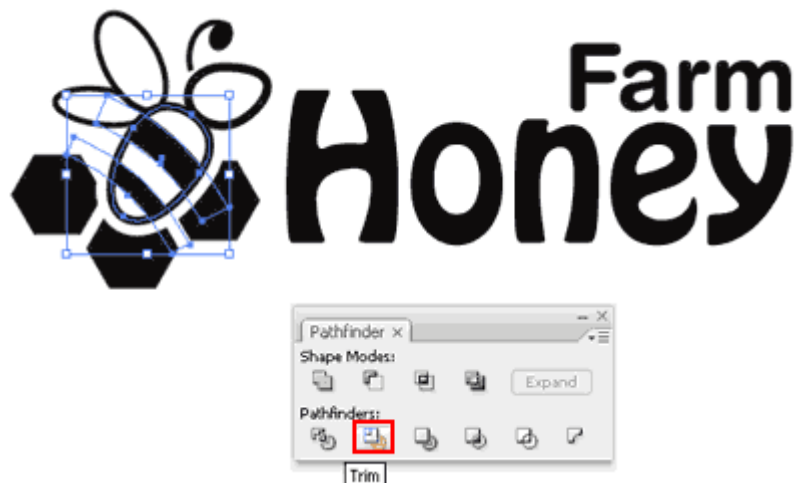 Farm
Honey
Pathfinder ×
Shape Modes:
Expand
Pathfinders:
Trim